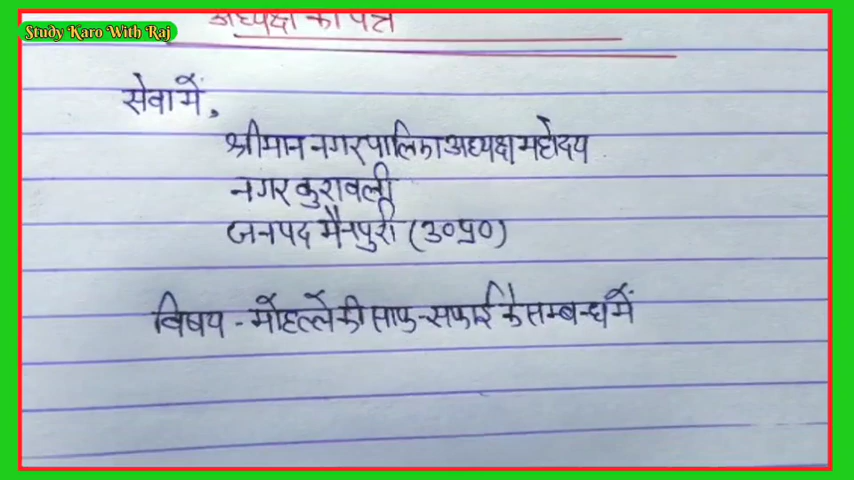 Study Karo With Raj
अध्यक्ष को पत्र
सेवा में,
श्रीमान नगरपालिका अध्यक्ष महोदय
नगर कुरावली
जनपद मैनपुरी (उ०प्र०)
विषय - मौहल्ले की साफ-सफाई के सम्बन्ध में